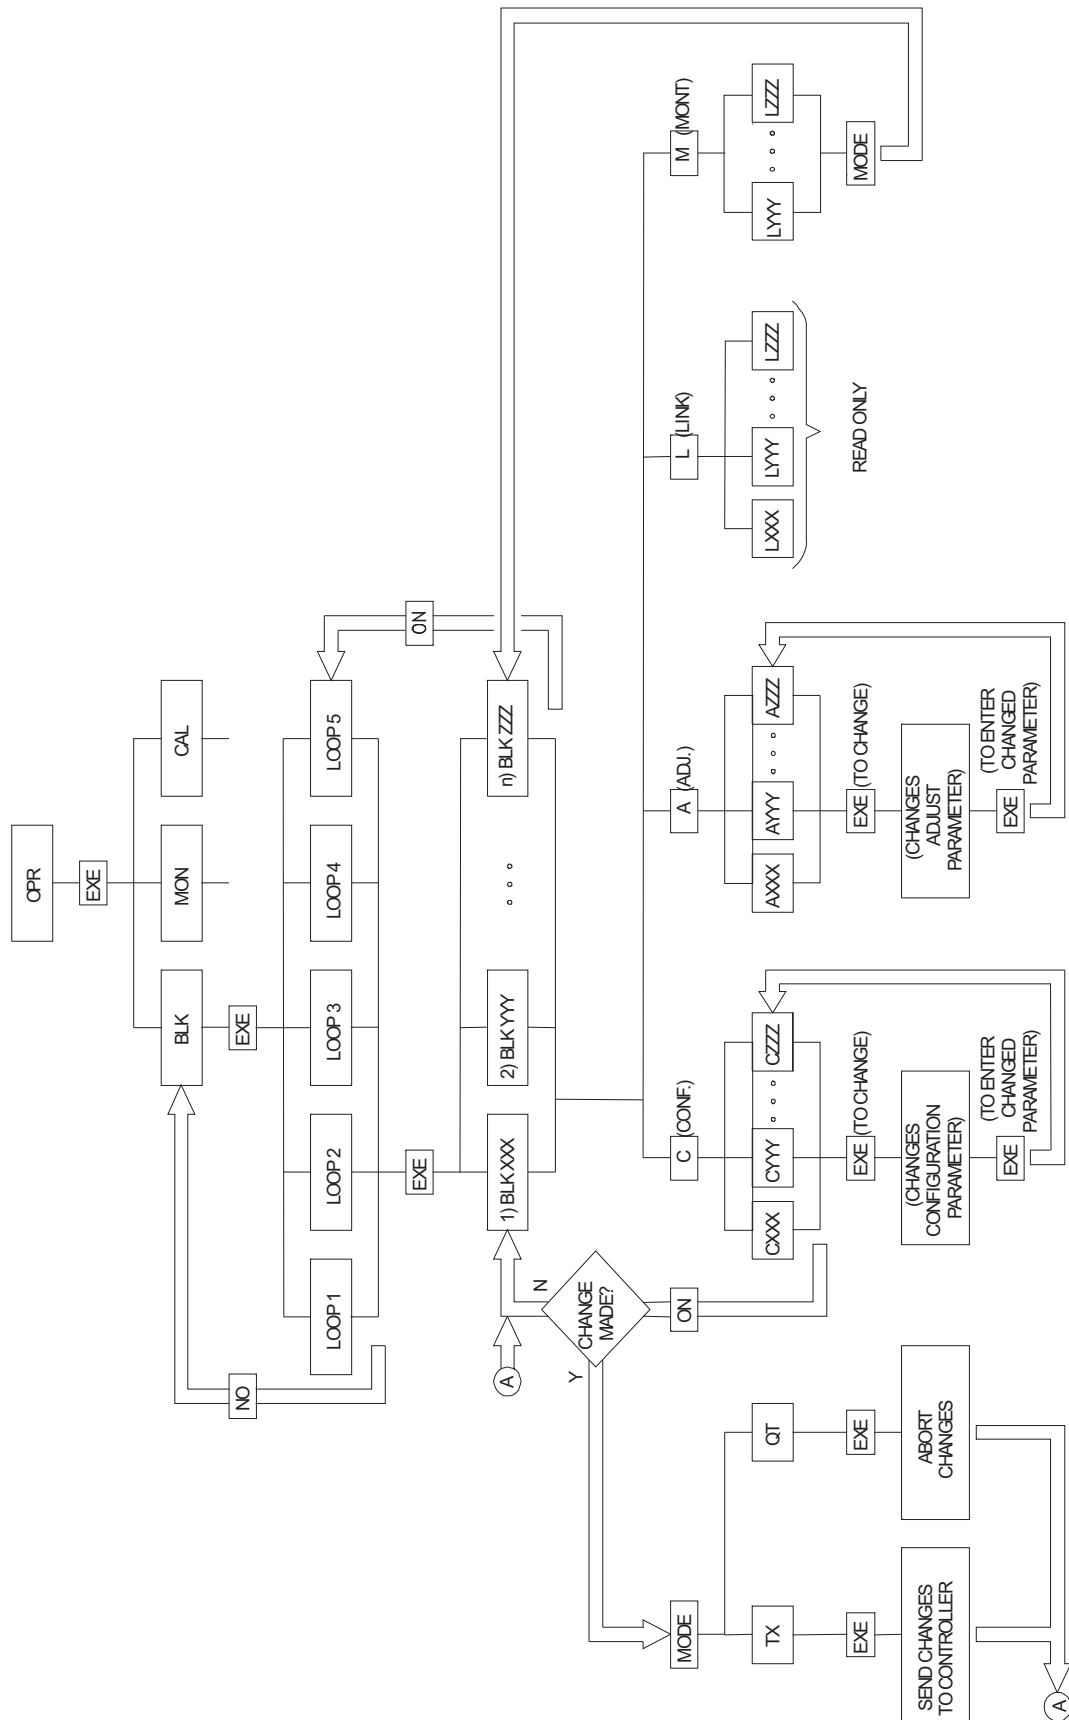 OPR
EXE
BLK
MON
CAL
EXE
NO
LOOP 1
LOOP 2
LOOP 3
LOOP 4
LOOP 5
EXE
ON
A
1) BLK XXX
2) BLK YYY
n) BLK ZZZ
N
CHANGE
MADE?
Y
ON
MODE
TX
QT
EXE
EXE
SEND CHANGES
TO CONTROLLER
ABORT
CHANGES
A
C (CONF.)
CXXX
CYYY
CZZZ
EXE (TO CHANGE)
(CHANGES
CONFIGURATION
PARAMETER)
EXE
(TO ENTER
CHANGED
PARAMETER)
A (ADJ.)
AXXX
AYYY
AZZZ
EXE (TO CHANGE)
(CHANGES
ADJUST
PARAMETER)
EXE
(TO ENTER
CHANGED
PARAMETER)
L (LINK)
LXXX
LYYY
LZZZ
READ ONLY
M (MONT)
LYYY
LZZZ
MODE